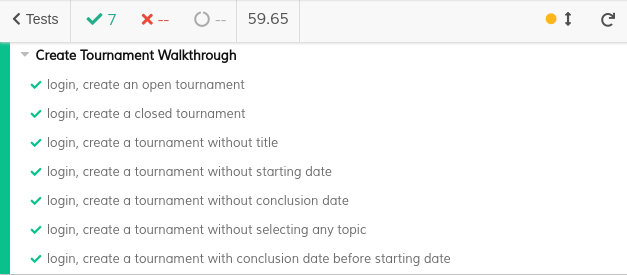 Tests 7 -- -- 59.65
Create Tournament Walkthrough
login, create an open tournament
login, create a closed tournament
login, create a tournament without title
login, create a tournament without starting date
login, create a tournament without conclusion date
login, create a tournament without selecting any topic
login, create a tournament with conclusion date before starting date